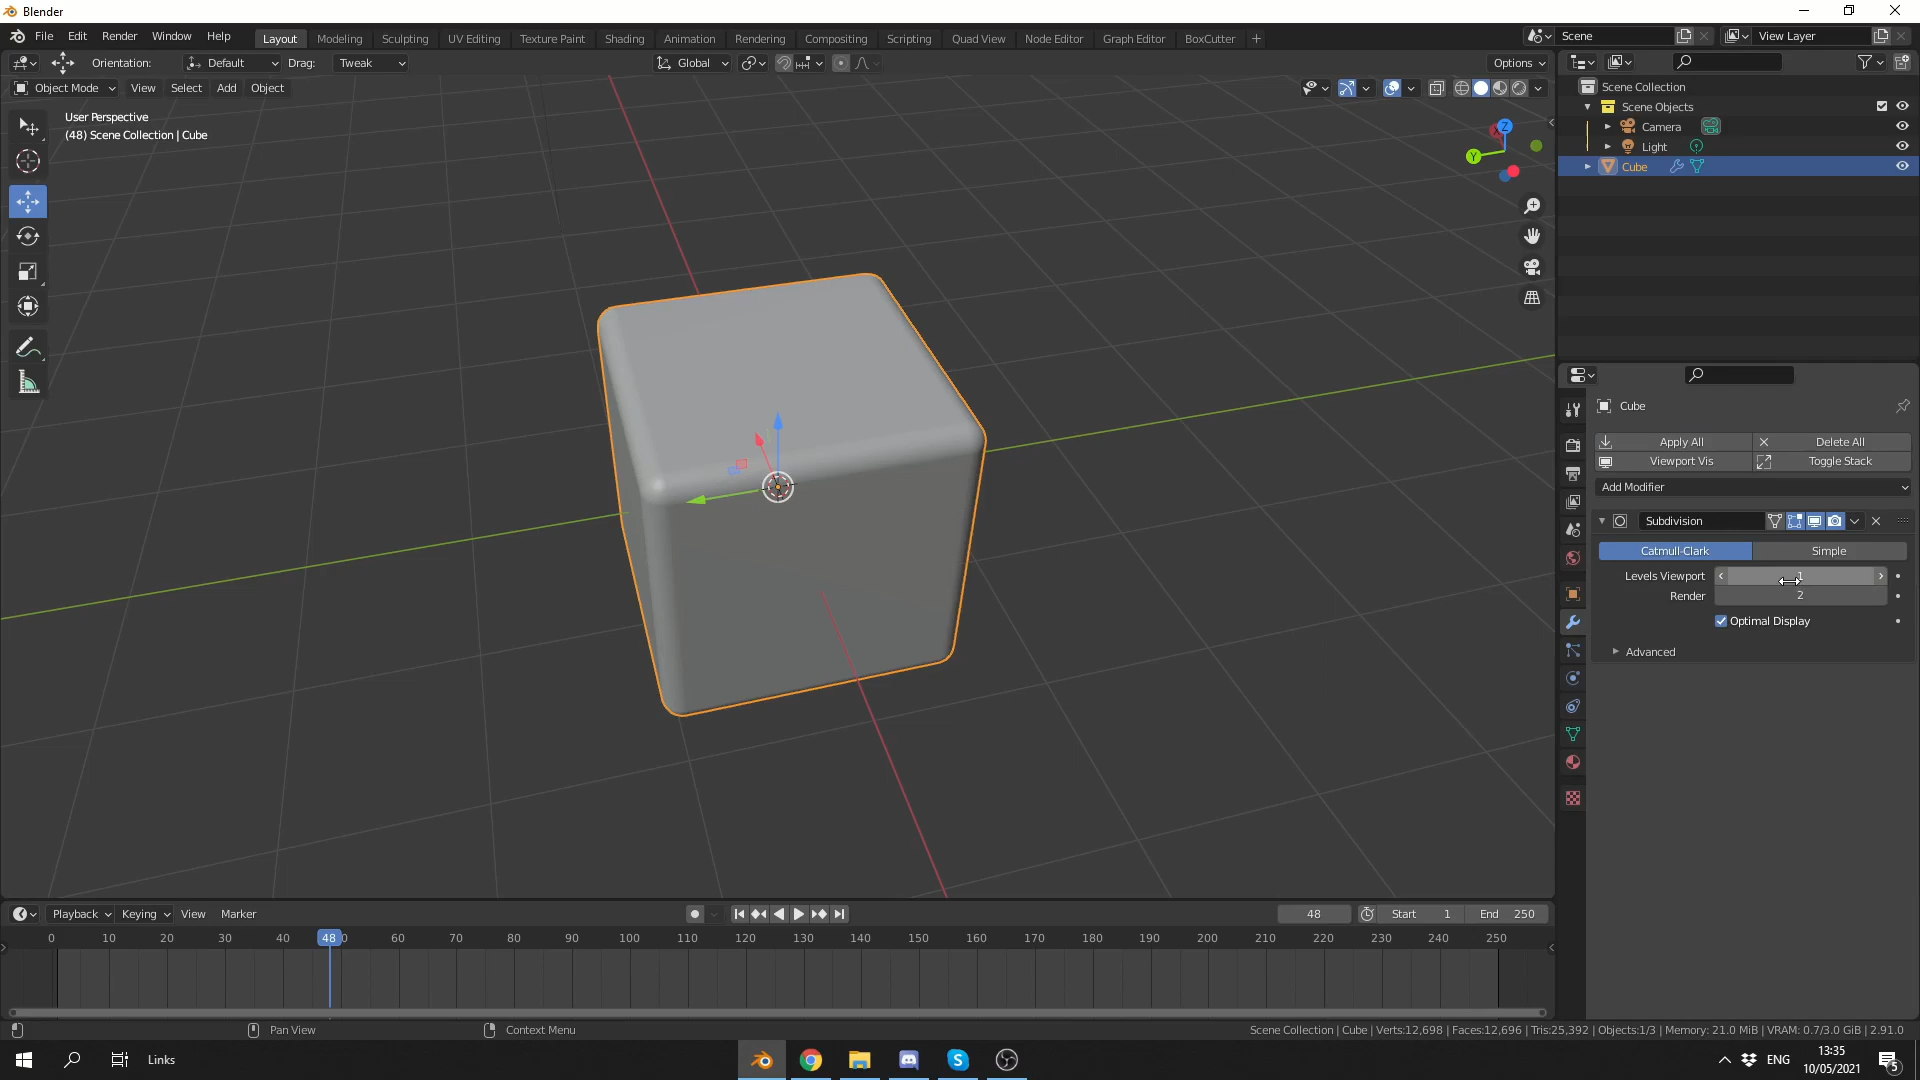 Blender
File Edit Render Window Help
Layout Modeling Sculpting UV Editing Texture Paint Shading Animation Rendering Compositing Scripting Quad View Node Editor Graph Editor BoxCutter +
Scene
View Layer
Orientation: Default Drag: Tweak
Global
Options
Object Mode View Select Add Object
User Perspective
(48) Scene Collection | Cube
Z
Y
X
Scene Collection
Scene Objects
Camera
Light
Cube
Cube
Apply All Delete All
Viewport Vis Toggle Stack
Add Modifier
Subdivision
Catmull-Clark Simple
Levels Viewport 1
Render 2
Optimal Display
Advanced
Playback Keying View Marker
48 Start 1 End 250
0 10 20 30 40 48 0 60 70 80 90 100 110 120 130 140 150 160 170 180 190 200 210 220 230 240 250
Pan View Context Menu
Scene Collection | Cube | Verts:12,698 | Faces:12,696 | Tris:25,392 | Objects:1/3 | Memory: 21.0 MiB | VRAM: 0.7/3.0 GiB | 2.91.0
Links
ENG
13:35
10/05/2021
5